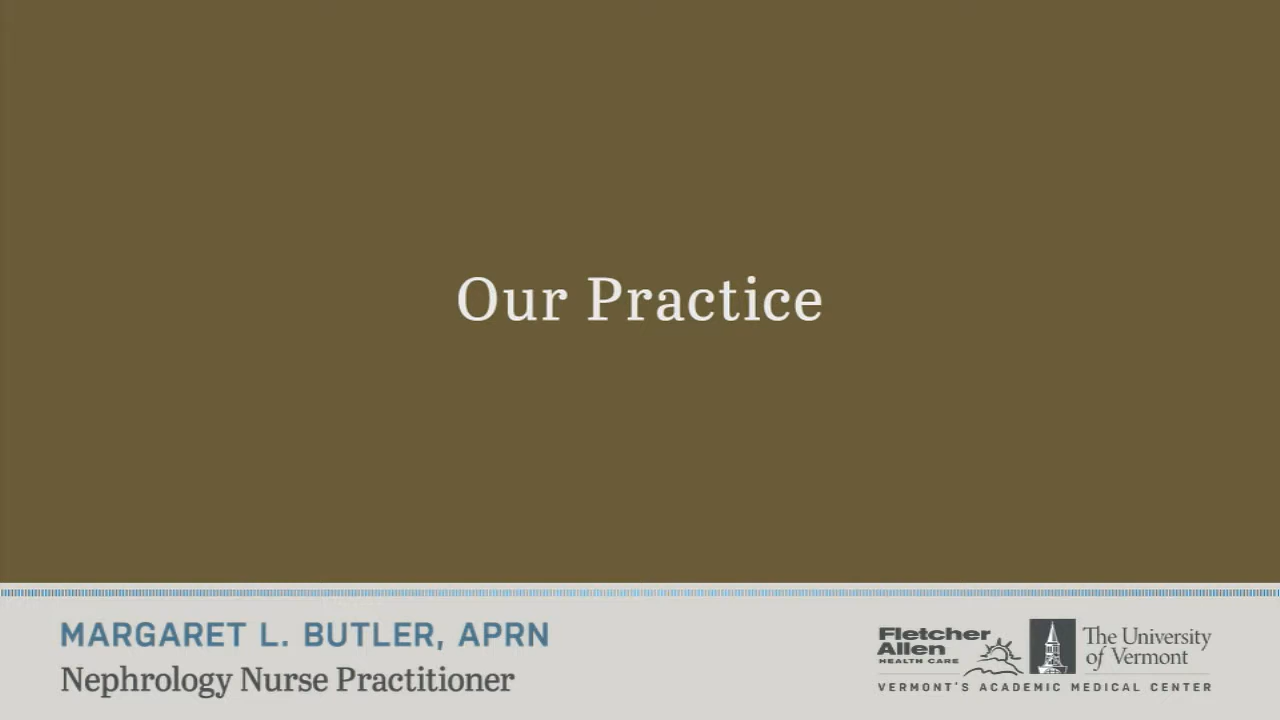 Our Practice
MARGARET L. BUTLER, APRN
Nephrology Nurse Practitioner
Fletcher
Allen
HEALTH CARE
The University
of Vermont
VERMONT'S ACADEMIC MEDICAL CENTER